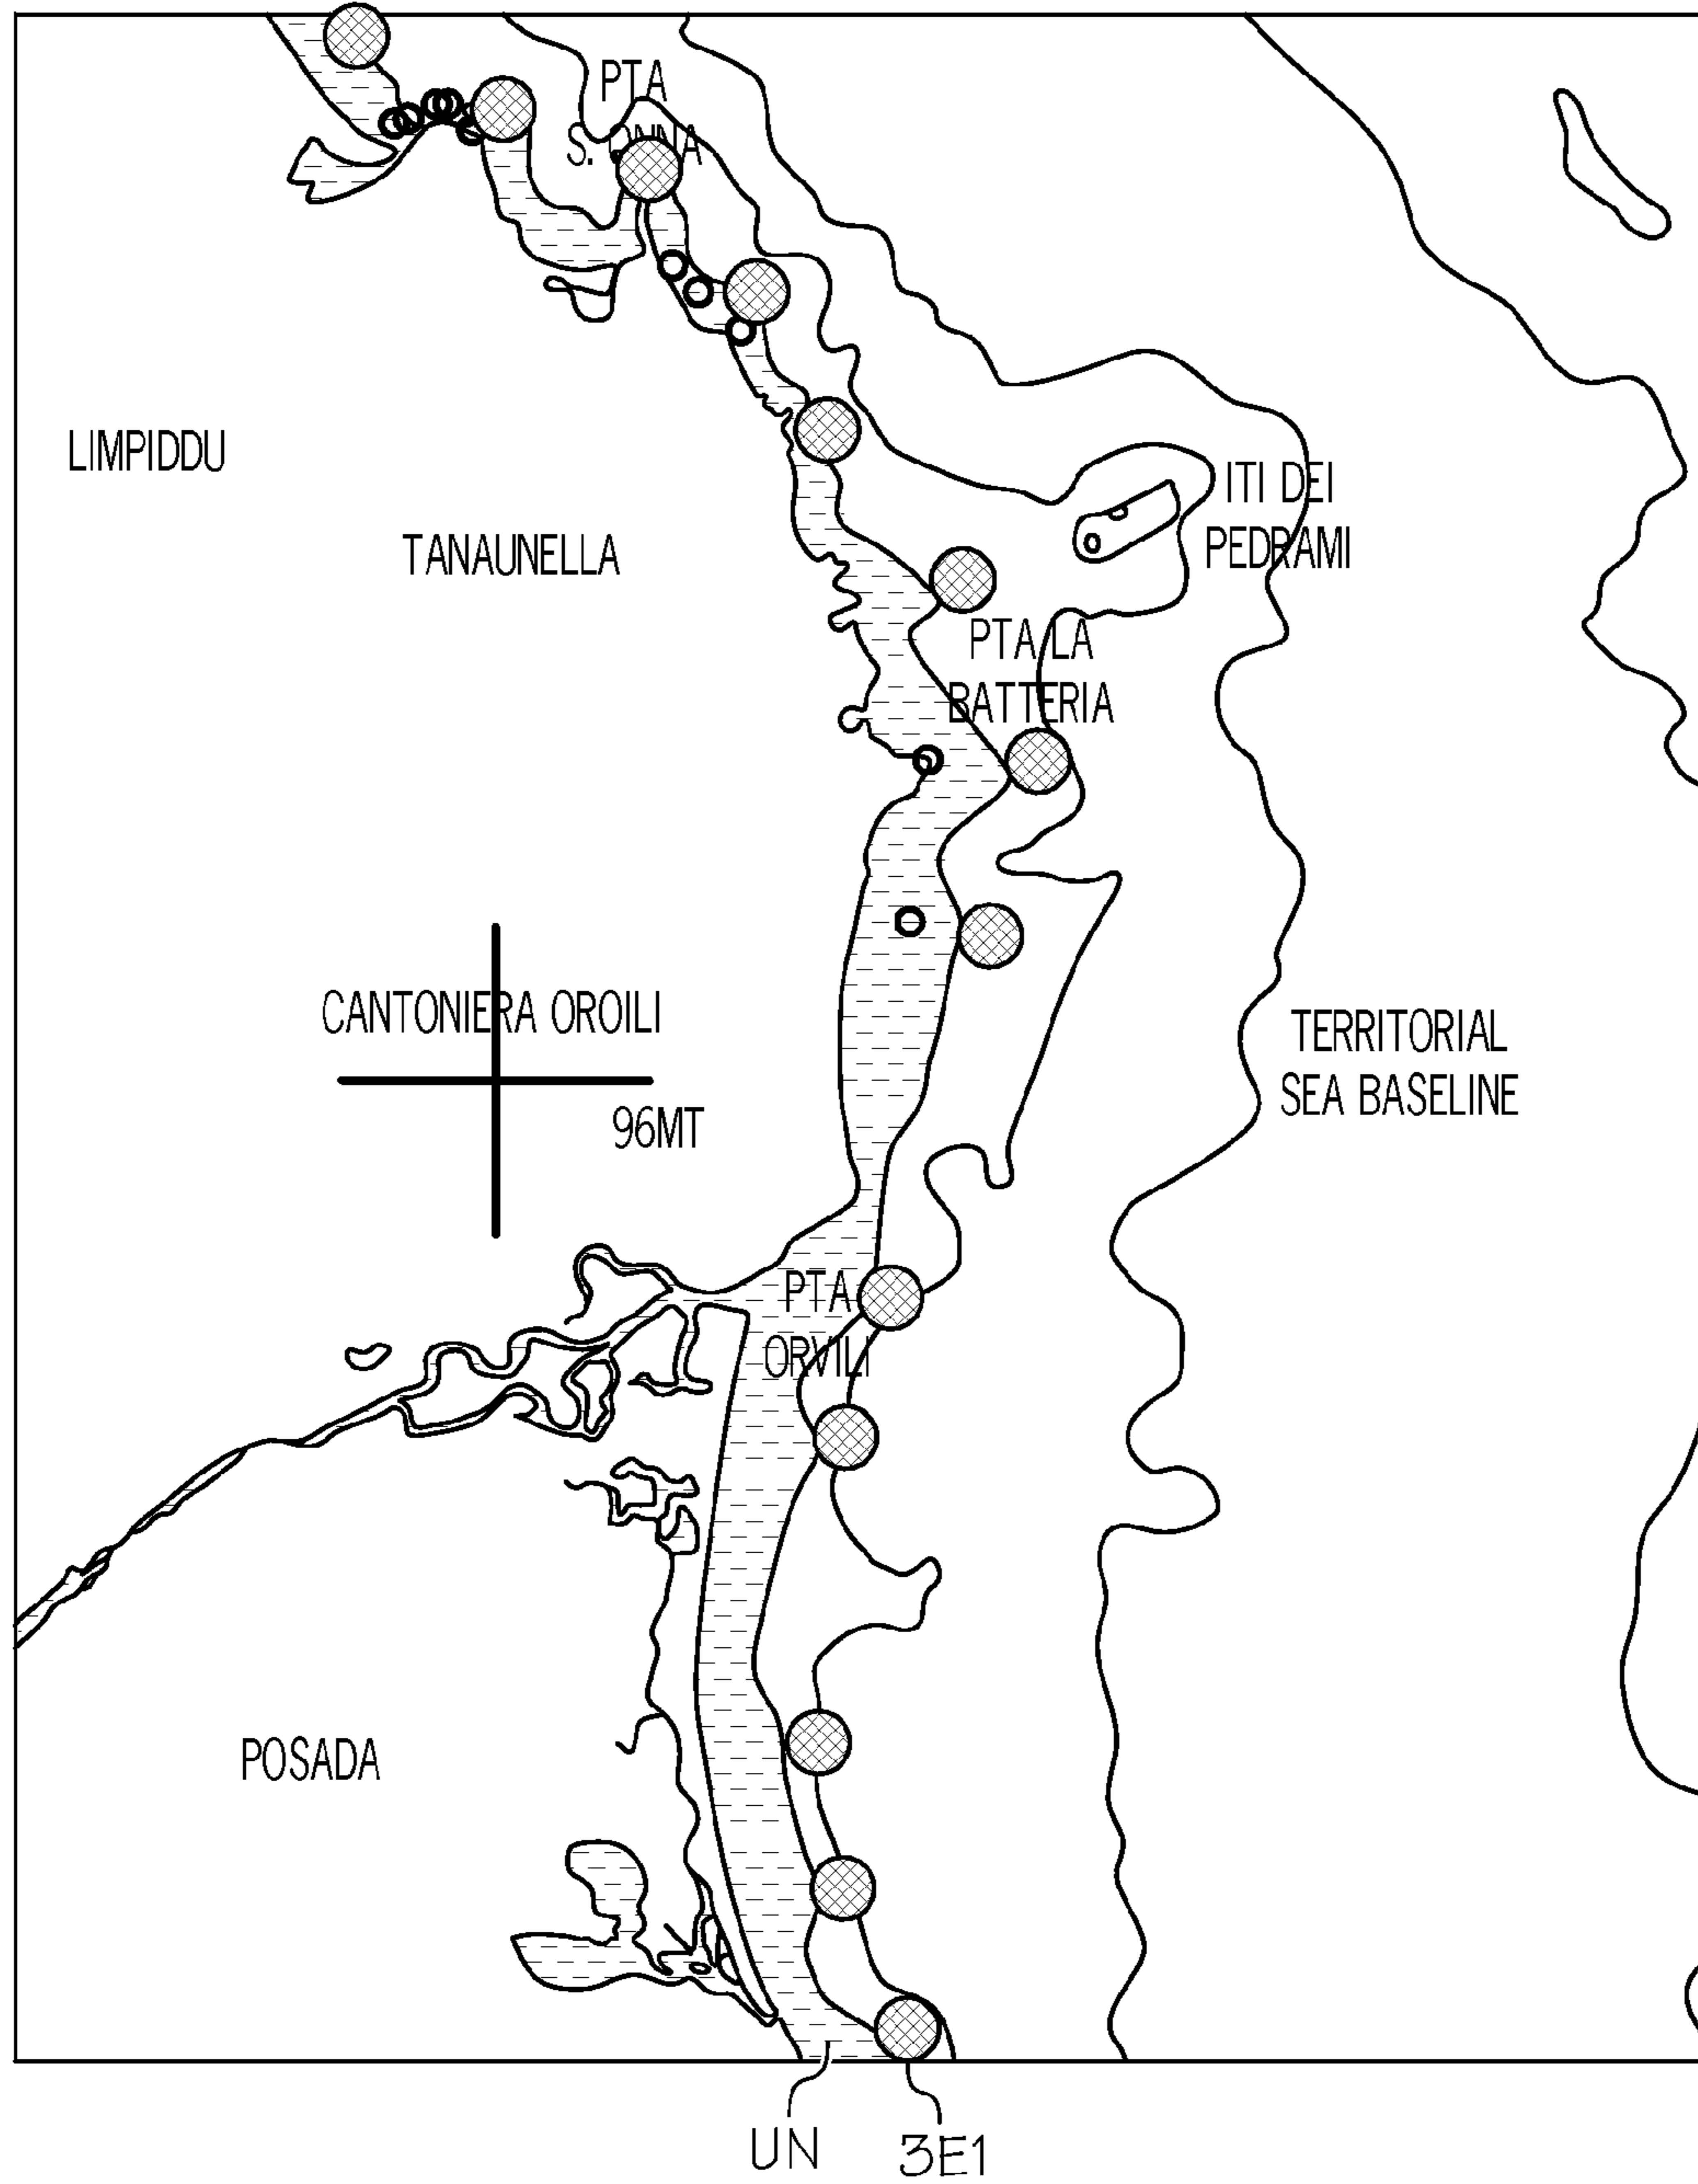 PTA
S. ONNA
LIMPIDDU
TANAUNELLA
ITI DEI
PEDRAMI
PTA LA
BATTERIA
CANTONIERA OROILI
96MT
TERRITORIAL
SEA BASELINE
PTA
ORVILI
POSADA
UN
3E1